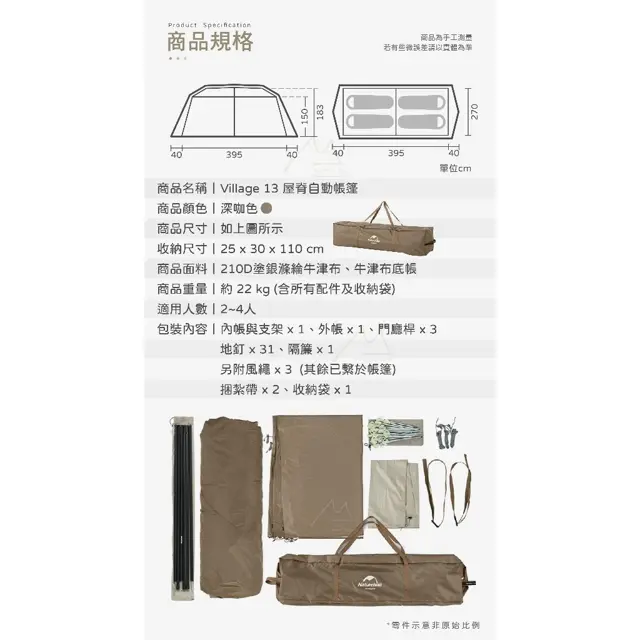 Product Specification
商品規格
商品為手工測量
若有些微誤差請以實體為準
150
183
270
40 395 40
40 395 40
單位cm
商品名稱｜Village 13 屋脊自動帳篷
商品顏色｜深咖色
商品尺寸｜如上圖所示
收納尺寸｜25 x 30 x 110 cm
商品面料｜210D塗銀滌綸牛津布、牛津布底帳
商品重量｜約 22 kg (含所有配件及收納袋)
適用人數｜2~4人
包裝內容｜內帳與支架 x 1、外帳 x 1、門廳桿 x 3
地釘 x 31、隔簾 x 1
另附風繩 x 3 (其餘已繫於帳篷)
捆紮帶 x 2、收納袋 x 1
Naturehike
*零件示意非原始比例